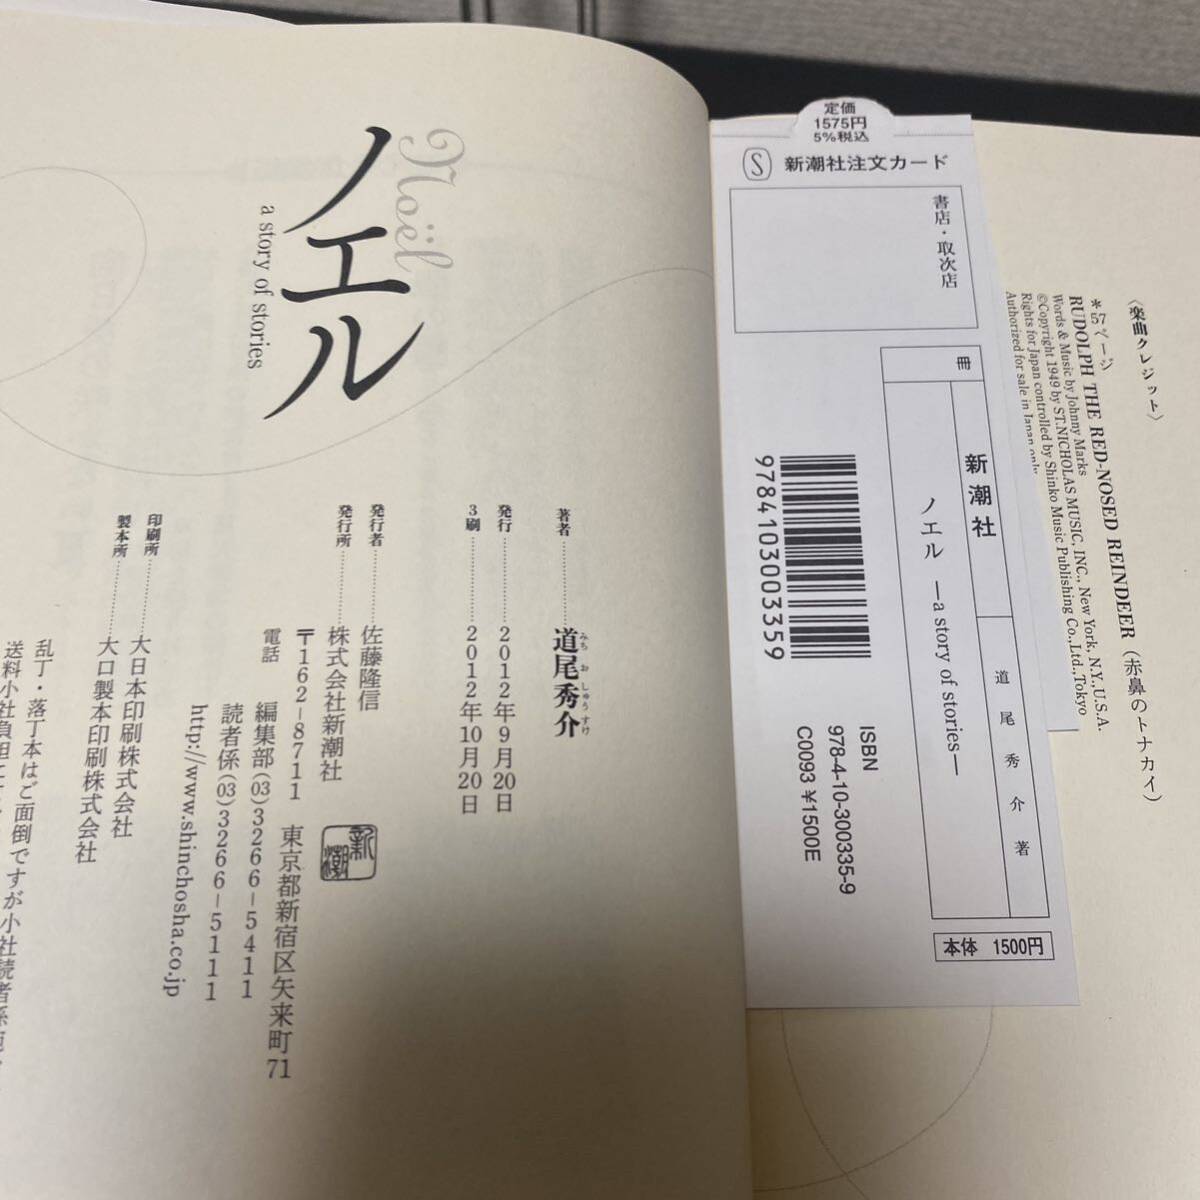 〈楽曲クレジット〉
*57ページ
RUDOLPH THE RED-NOSED REINDEER (赤鼻のトナカイ)
Words & Music by Johnny Marks
©Copyright 1949 by ST.NICHOLAS MUSIC, INC., New York, N.Y.,U.S.A.
Rights for Japan controlled by Shinko Music Publishing Co.,Ltd.,Tokyo
Authorized for sale in Japan only
定価
1575円
5%税込
S 新潮社注文カード
書店・取次店
冊
新潮社
ノエル ―a story of stories―
道尾秀介 著
9784103003359
ISBN
978-4-10-300335-9
C0093 ¥1500E
本体 1500円
Noël
ノエル
a story of stories
著者……道尾秀介
みち お しゅう すけ
発行……2012年9月20日
3刷……2012年10月20日
発行者……佐藤隆信
発行所……株式会社新潮社
新潮
〒162-8711 東京都新宿区矢来町71
電話 編集部(03)3266-5411
読者係(03)3266-5111
http://www.shinchosha.co.jp
印刷所……大日本印刷株式会社
製本所……大口製本印刷株式会社
乱丁・落丁本はご面倒ですが小社読者係宛
送料小社負担